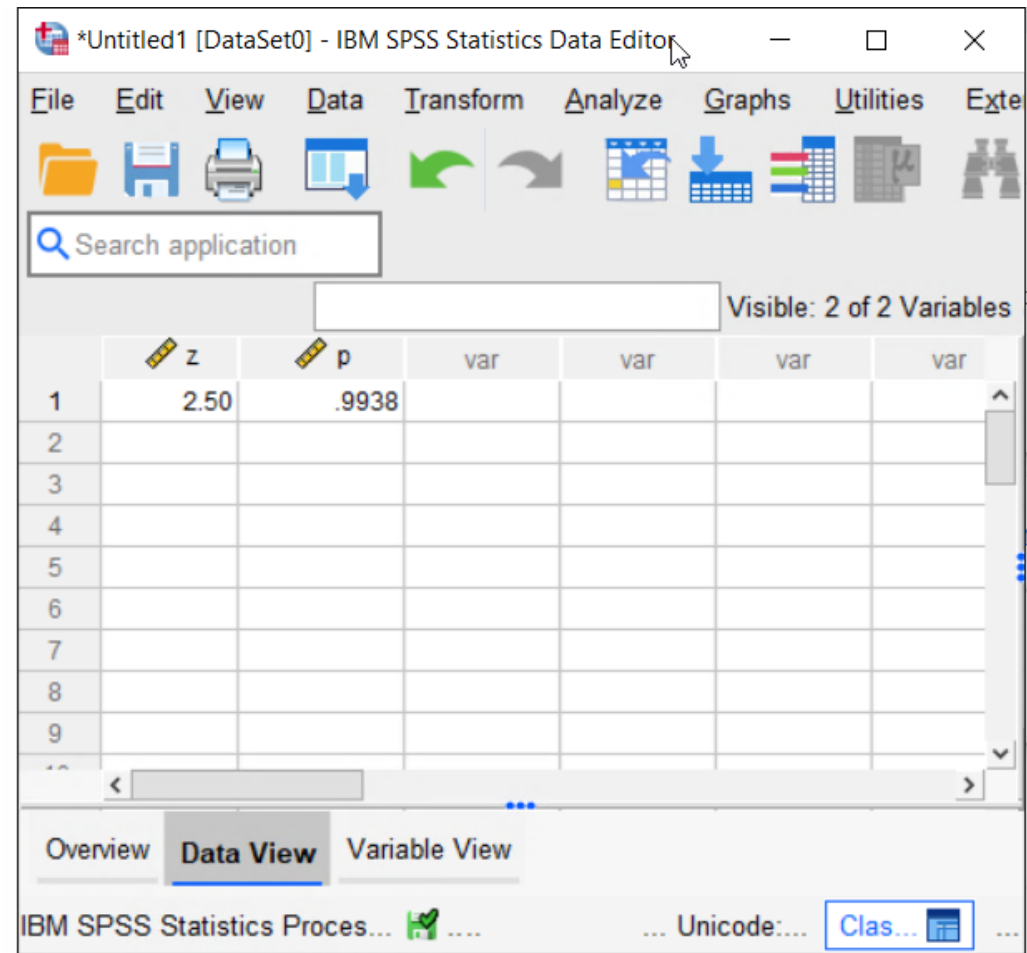 *Untitled1 [DataSet0] - IBM SPSS Statistics Data Editor
File Edit View Data Transform Analyze Graphs Utilities Exte
µ
Search application
Visible: 2 of 2 Variables
z p var var var var
1 2.50 .9938
2
3
4
5
6
7
8
9
Overview Data View Variable View
IBM SPSS Statistics Proces... .... ... Unicode:... Clas... ...